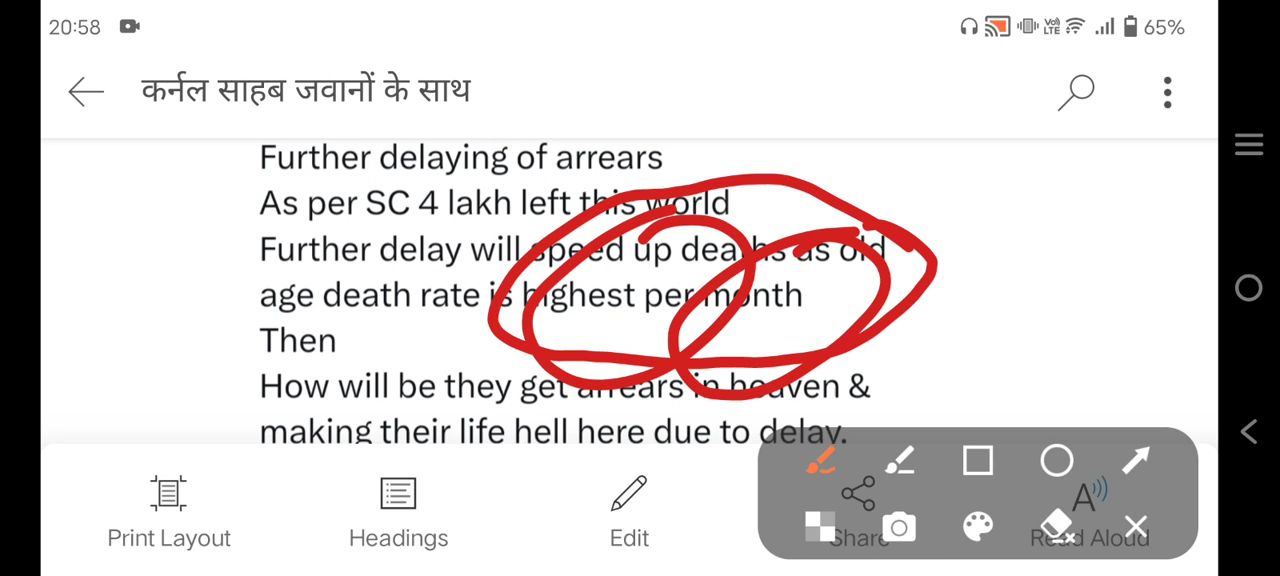 20:58 Vo) LTE 65%
कर्नल साहब जवानों के साथ
Further delaying of arrears
As per SC 4 lakh left this world
Further delay will speed up deaths as old
age death rate is highest per month
Then
How will be they get arrears in heaven &
making their life hell here due to delay.
Print Layout Headings Edit Share Read Aloud